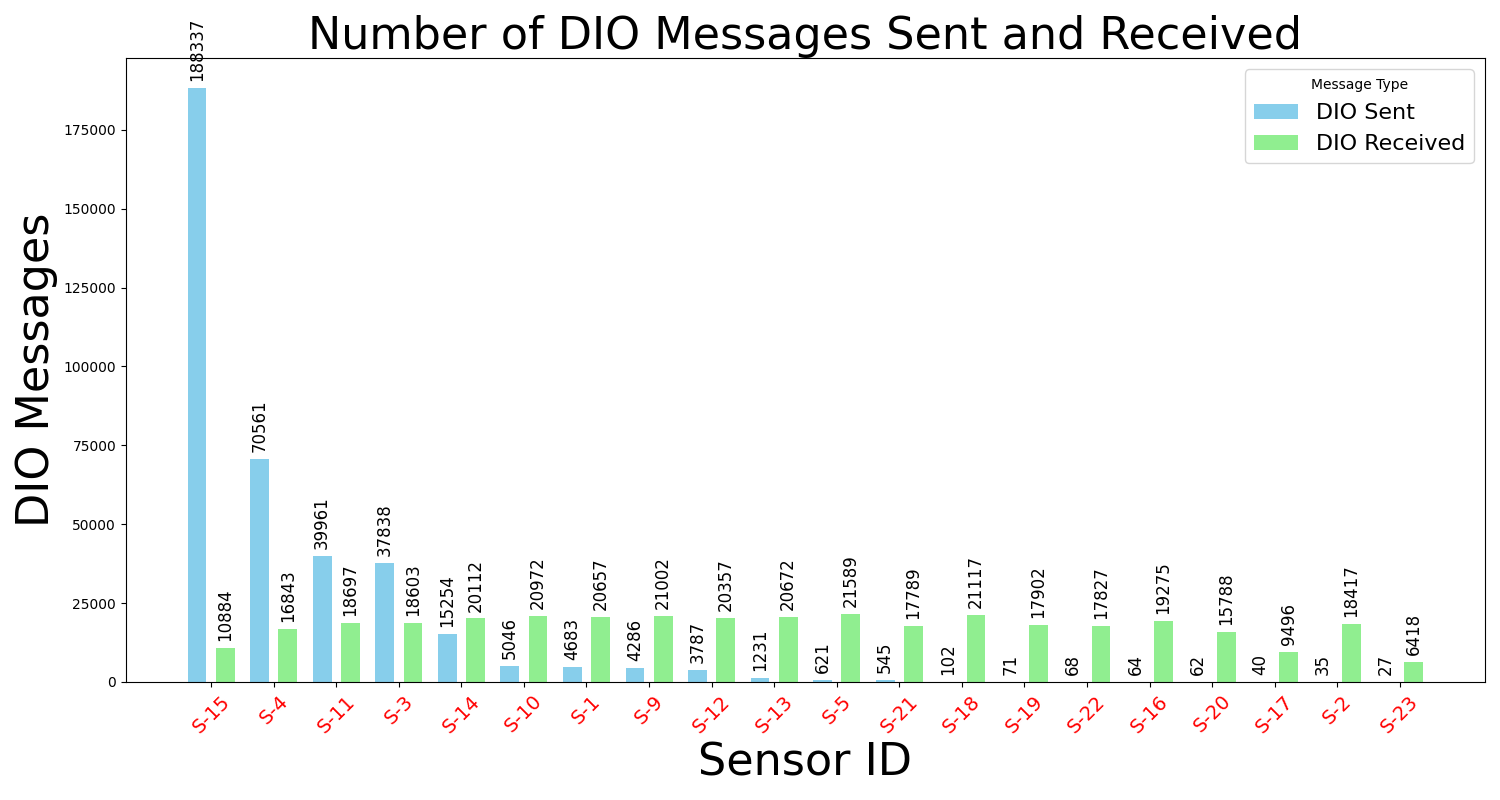 Number of DIO Messages Sent and Received
Message Type
DIO Sent
DIO Received
DIO Messages
175000
150000
125000
100000
75000
50000
25000
0
188337
10884
70561
16843
39961
18697
37838
18603
15254
20112
5046
20972
4683
20657
4286
21002
3787
20357
1231
20672
621
21589
545
17789
102
21117
71
17902
68
17827
64
19275
62
15788
40
9496
35
18417
27
6418
S-15
S-4
S-11
S-3
S-14
S-10
S-1
S-9
S-12
S-13
S-5
S-21
S-18
S-19
S-22
S-16
S-20
S-17
S-2
S-23
Sensor ID